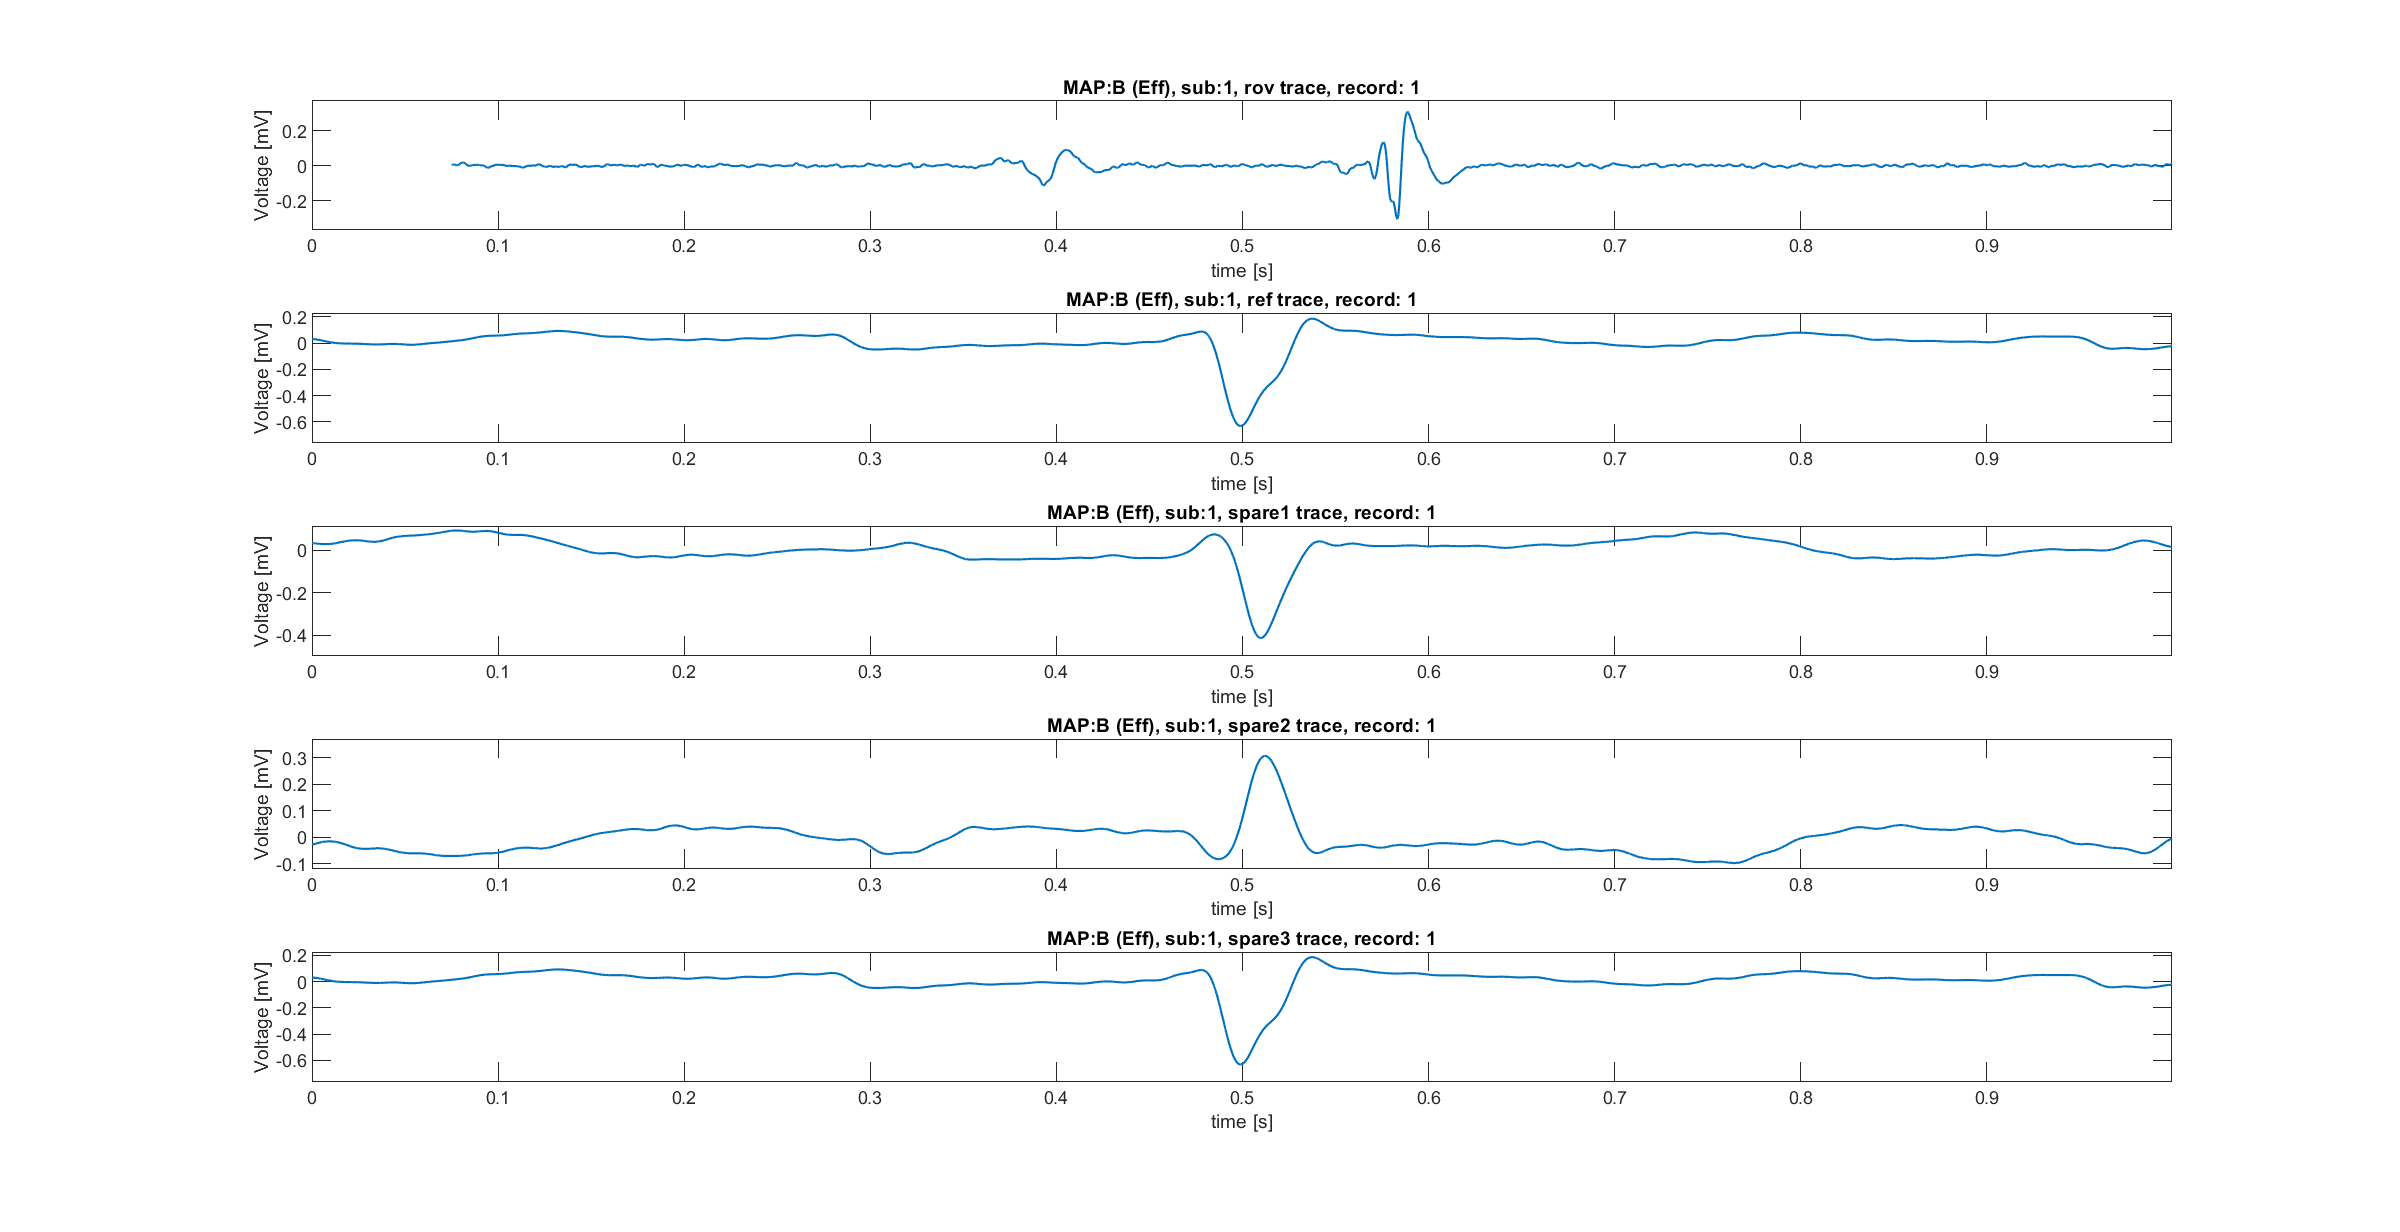 MAP:B (Eff), sub:1, rov trace, record: 1
Voltage [mV]
0.2
0
-0.2
0 0.1 0.2 0.3 0.4 0.5 0.6 0.7 0.8 0.9
time [s]
MAP:B (Eff), sub:1, ref trace, record: 1
Voltage [mV]
0.2
0
-0.2
-0.4
-0.6
0 0.1 0.2 0.3 0.4 0.5 0.6 0.7 0.8 0.9
time [s]
MAP:B (Eff), sub:1, spare1 trace, record: 1
Voltage [mV]
0
-0.2
-0.4
0 0.1 0.2 0.3 0.4 0.5 0.6 0.7 0.8 0.9
time [s]
MAP:B (Eff), sub:1, spare2 trace, record: 1
Voltage [mV]
0.3
0.2
0.1
0
-0.1
0 0.1 0.2 0.3 0.4 0.5 0.6 0.7 0.8 0.9
time [s]
MAP:B (Eff), sub:1, spare3 trace, record: 1
Voltage [mV]
0.2
0
-0.2
-0.4
-0.6
0 0.1 0.2 0.3 0.4 0.5 0.6 0.7 0.8 0.9
time [s]